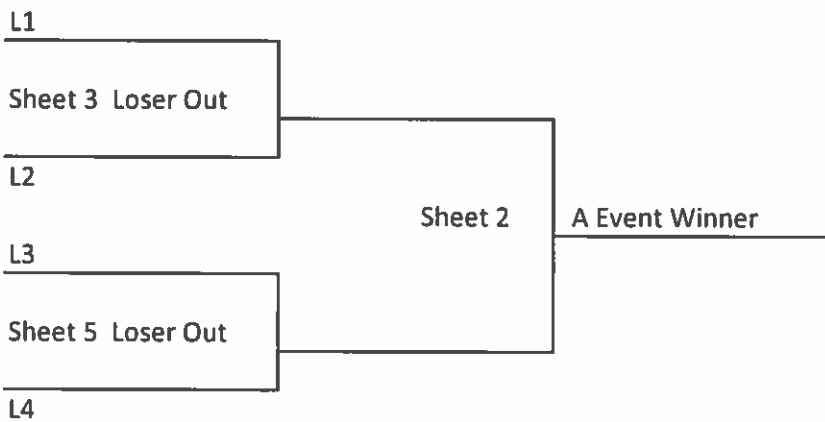 L1
Sheet 3 Loser Out
L2
Sheet 2
A Event Winner
L3
Sheet 5 Loser Out
L4